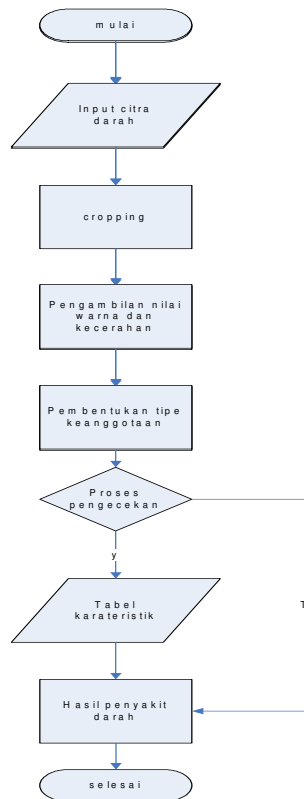 mulai
Input citra
darah
cropping
Pengambilan nilai
warna dan
kecerahan
Pembentukan tipe
keanggotaan
Proses
pengecekan
y
Tabel
karateristik
T
Hasil penyakit
darah
selesai